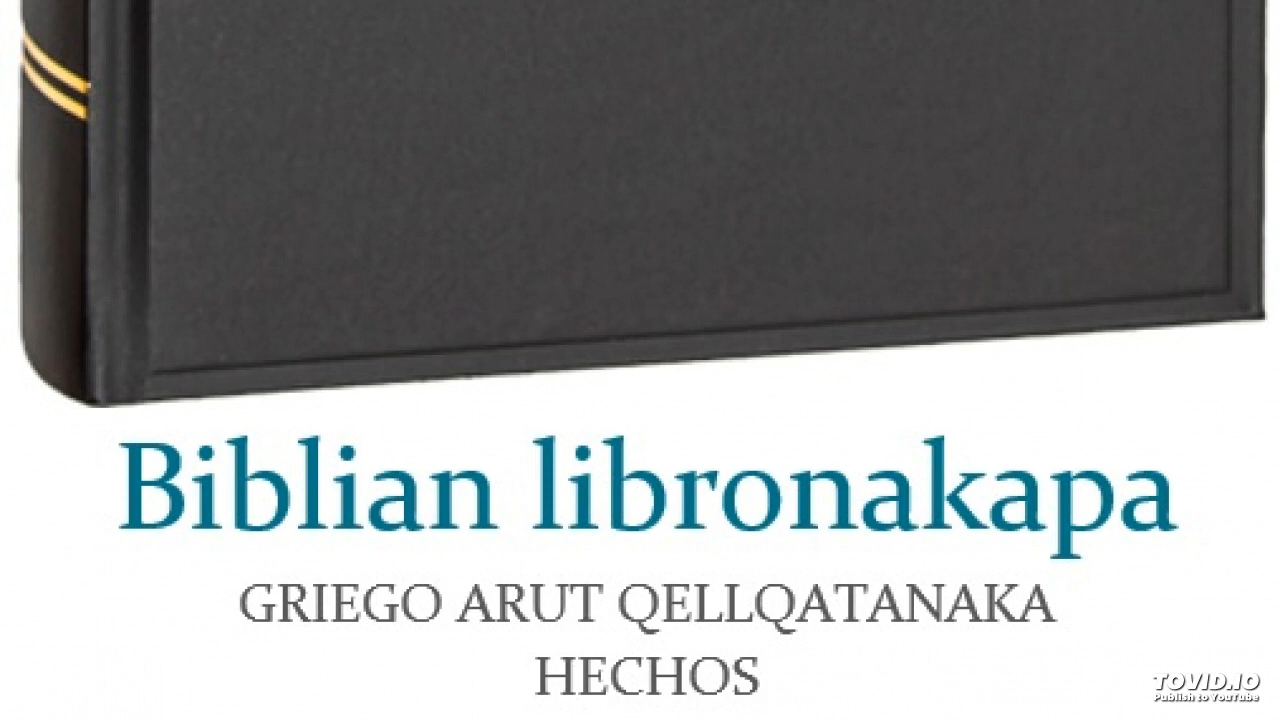 Biblian libronakapa
GRIEGO ARUT QELLQATANAKA
HECHOS
TOVID.IO
Publish to YouTube